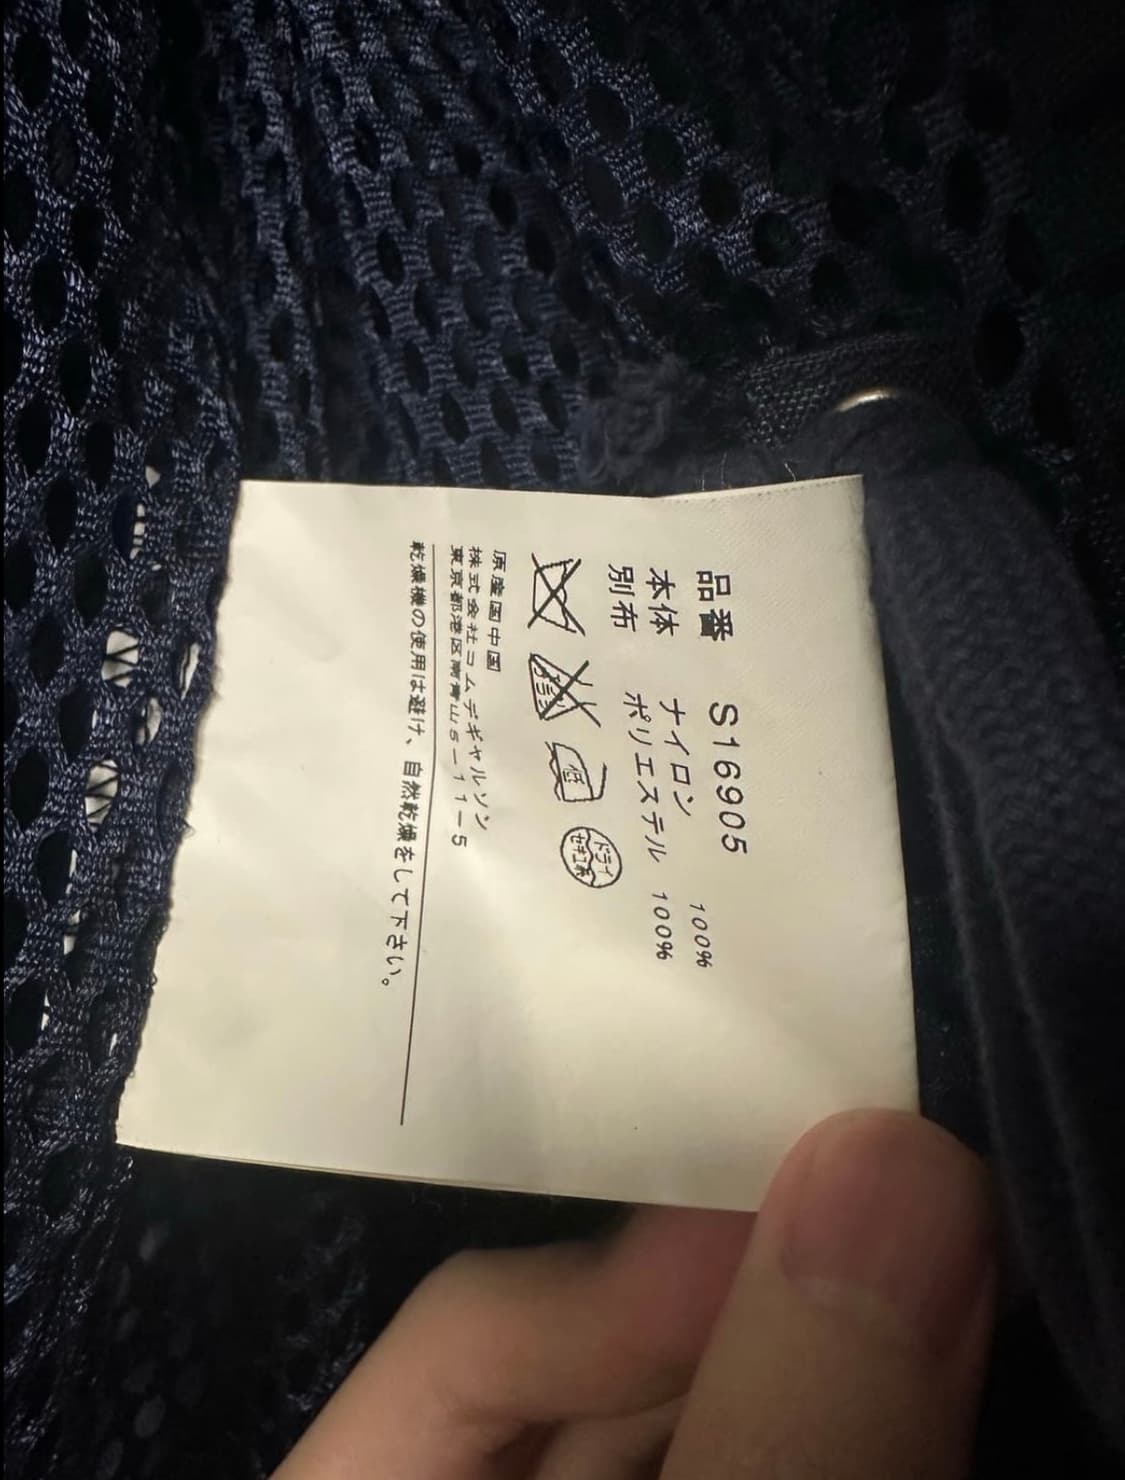 品番 S16905
本体 ナイロン 100%
別布 ポリエステル 100%
低
ドライ
セキユ系
原産国中国
株式会社コムデギャルソン
東京都港区南青山5-11-5
乾燥機の使用は避け、自然乾燥をして下さい。